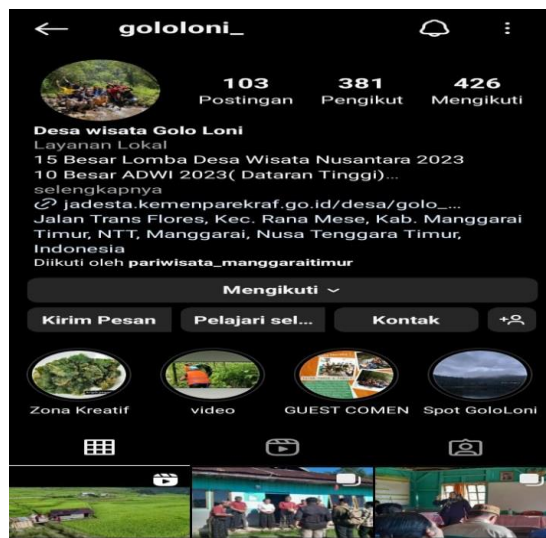 gololoni_
103 381 426
Postingan Pengikut Mengikuti
Desa wisata Golo Loni
Layanan Lokal
15 Besar Lomba Desa Wisata Nusantara 2023
10 Besar ADWI 2023( Dataran Tinggi)...
selengkapnya
jadesta.kemenparekraf.go.id/desa/golo_...
Jalan Trans Flores, Kec. Rana Mese, Kab. Manggarai
Timur, NTT, Manggarai, Nusa Tenggara Timur,
Indonesia
Diikuti oleh pariwisata_manggaraitimur
Mengikuti
Kirim Pesan Pelajari sel... Kontak
Zona Kreatif video GUEST COMEN Spot GoloLoni